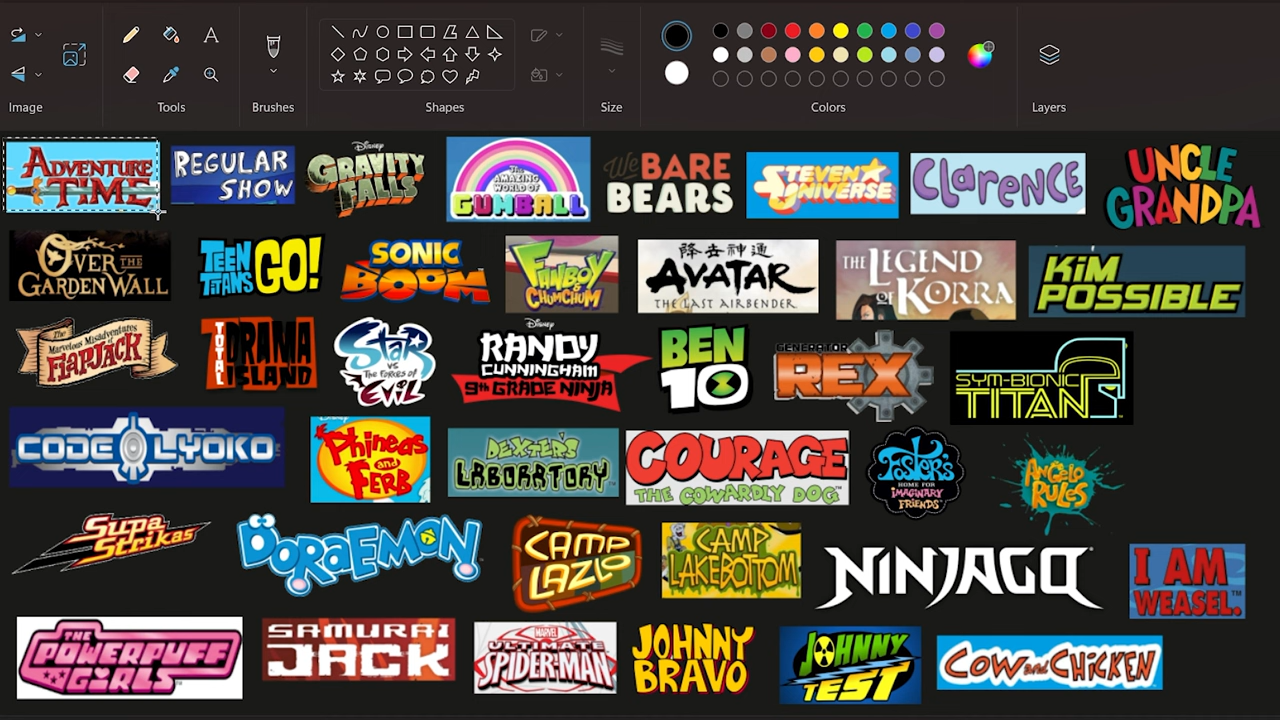 Image
Tools
Brushes
Shapes
Size
Colors
Layers
ADVENTURE
TIME
REGULAR
SHOW
Disney
GRAVITY
FALLS
THE
AMAZING
WORLD OF
GUMBALL
We BARE
BEARS
STEVEN
UNIVERSE
CLarence
UNCLE
GRANDPA
OVER THE
GARDEN WALL
TEEN
TITANS
GO!
SONIC
BOOM
FANBOY
&
CHUM CHUM
降击神通
AVATAR
THE LAST AIRBENDER
THE LEGEND
OF KORRA
KiM
POSSIBLE
The
Marvelous Misadventures
of
FLAPJACK
TOTAL
DRAMA
ISLAND
STAR
VS
THE FORCES OF
EVIL
Disney
RANDY
CUNNINGHAM
9th GRADE NINJA
BEN
10
GENERATOR
REX
SYM-BIONIC
TITAN
CODE LYOKO
Phineas
and
FERB
DEXTER'S
LABORATORY
COURAGE
THE COWARDLY DOG
Foster's
HOME FOR
IMAGINARY
FRIENDS
ANGELO
RULES
SUPA
STRIKAS
DORAEMON
CAMP
LAZLO
CAMP
LAKEBOTTOM
NINJAGO
I AM
WEASEL.™
THE
POWERPUFF
GIRLS
SAMURAI
JACK
MARVEL
ULTIMATE
SPIDER-MAN
JOHNNY
BRAVO
JOHNNY
TEST
COW and CHiCKEN